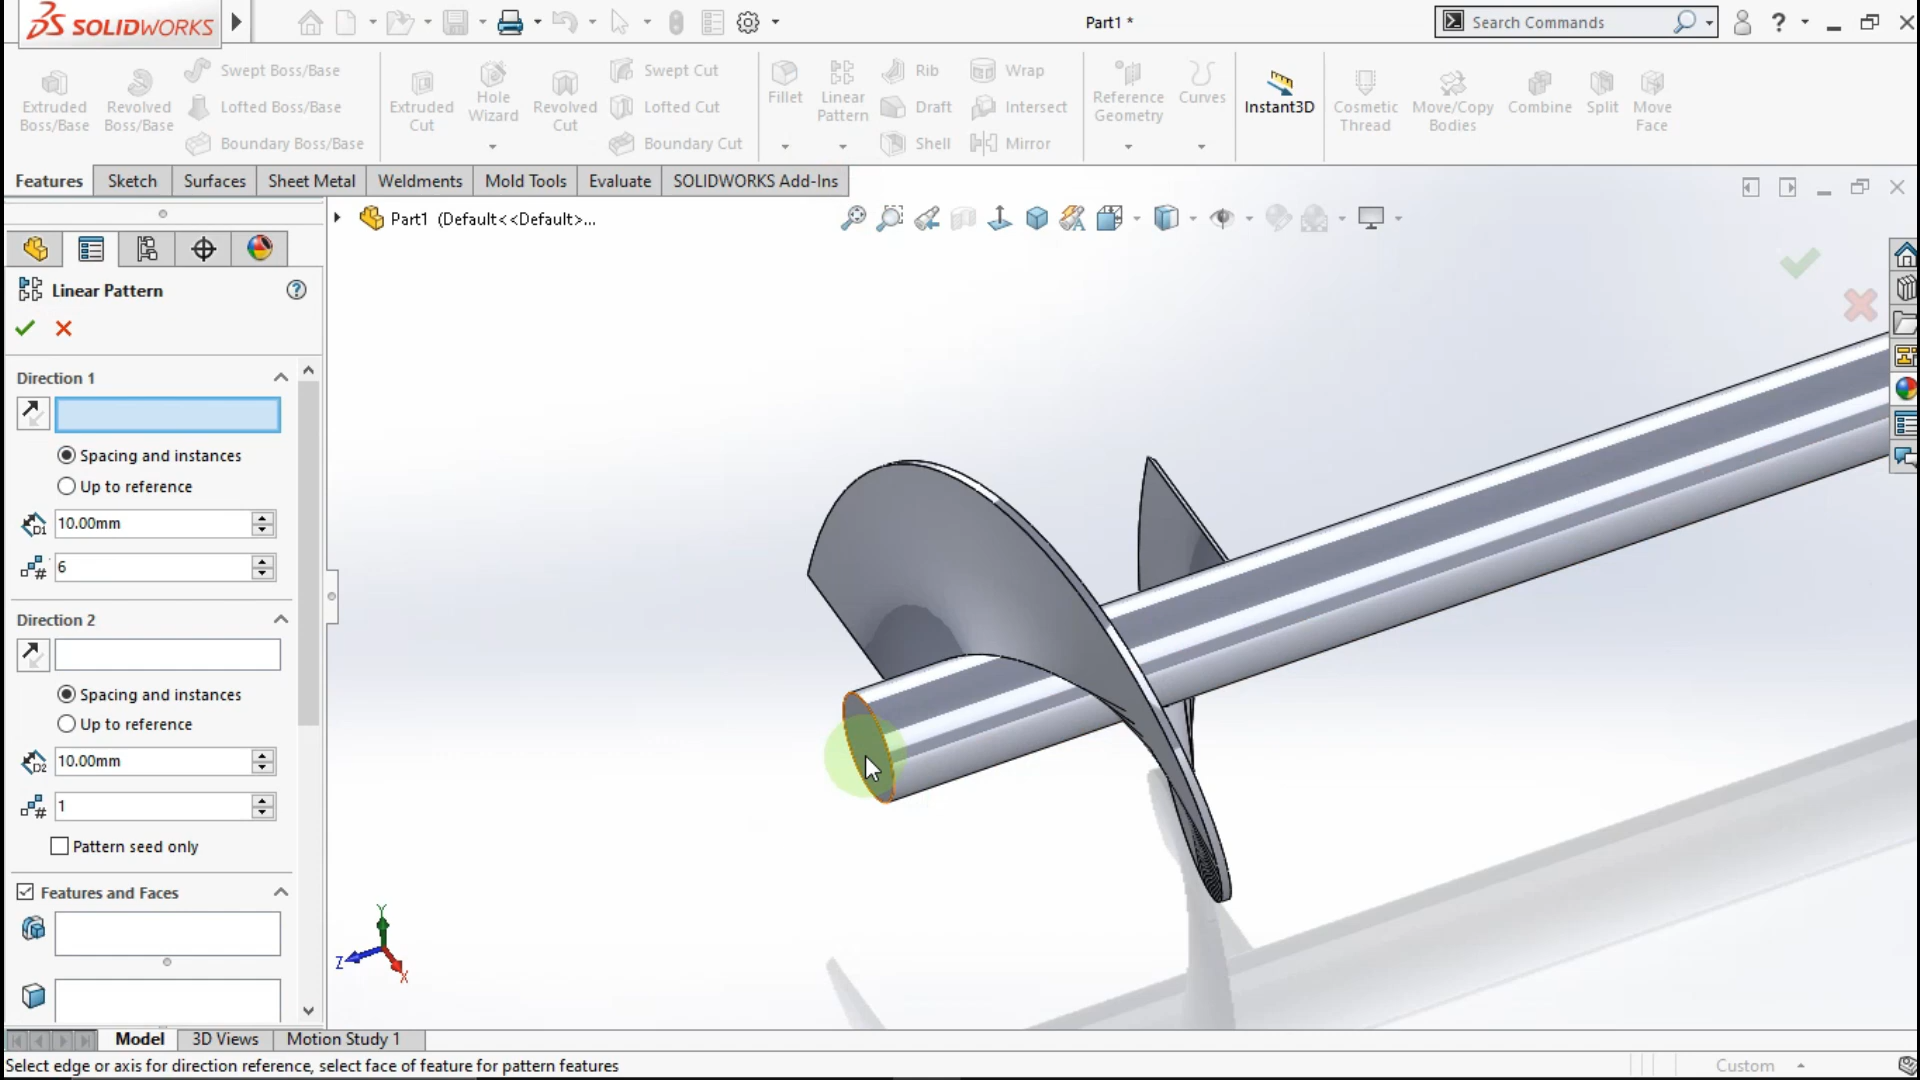 SOLIDWORKS
Part1 *
Search Commands
?
Extruded
Boss/Base
Revolved
Boss/Base
Swept Boss/Base
Lofted Boss/Base
Boundary Boss/Base
Extruded
Cut
Hole
Wizard
Revolved
Cut
Swept Cut
Lofted Cut
Boundary Cut
Fillet
Linear
Pattern
Rib
Draft
Shell
Wrap
Intersect
Mirror
Reference
Geometry
Curves
Instant3D
Cosmetic
Thread
Move/Copy
Bodies
Combine
Split
Move
Face
Features
Sketch
Surfaces
Sheet Metal
Weldments
Mold Tools
Evaluate
SOLIDWORKS Add-Ins
Part1 (Default<<Default>...
Linear Pattern
?
Direction 1
Spacing and instances
Up to reference
D1
10.00mm
#
6
Direction 2
Spacing and instances
Up to reference
D2
10.00mm
#
1
Pattern seed only
Features and Faces
Y
Z
X
Model
3D Views
Motion Study 1
Select edge or axis for direction reference, select face of feature for pattern features
Custom